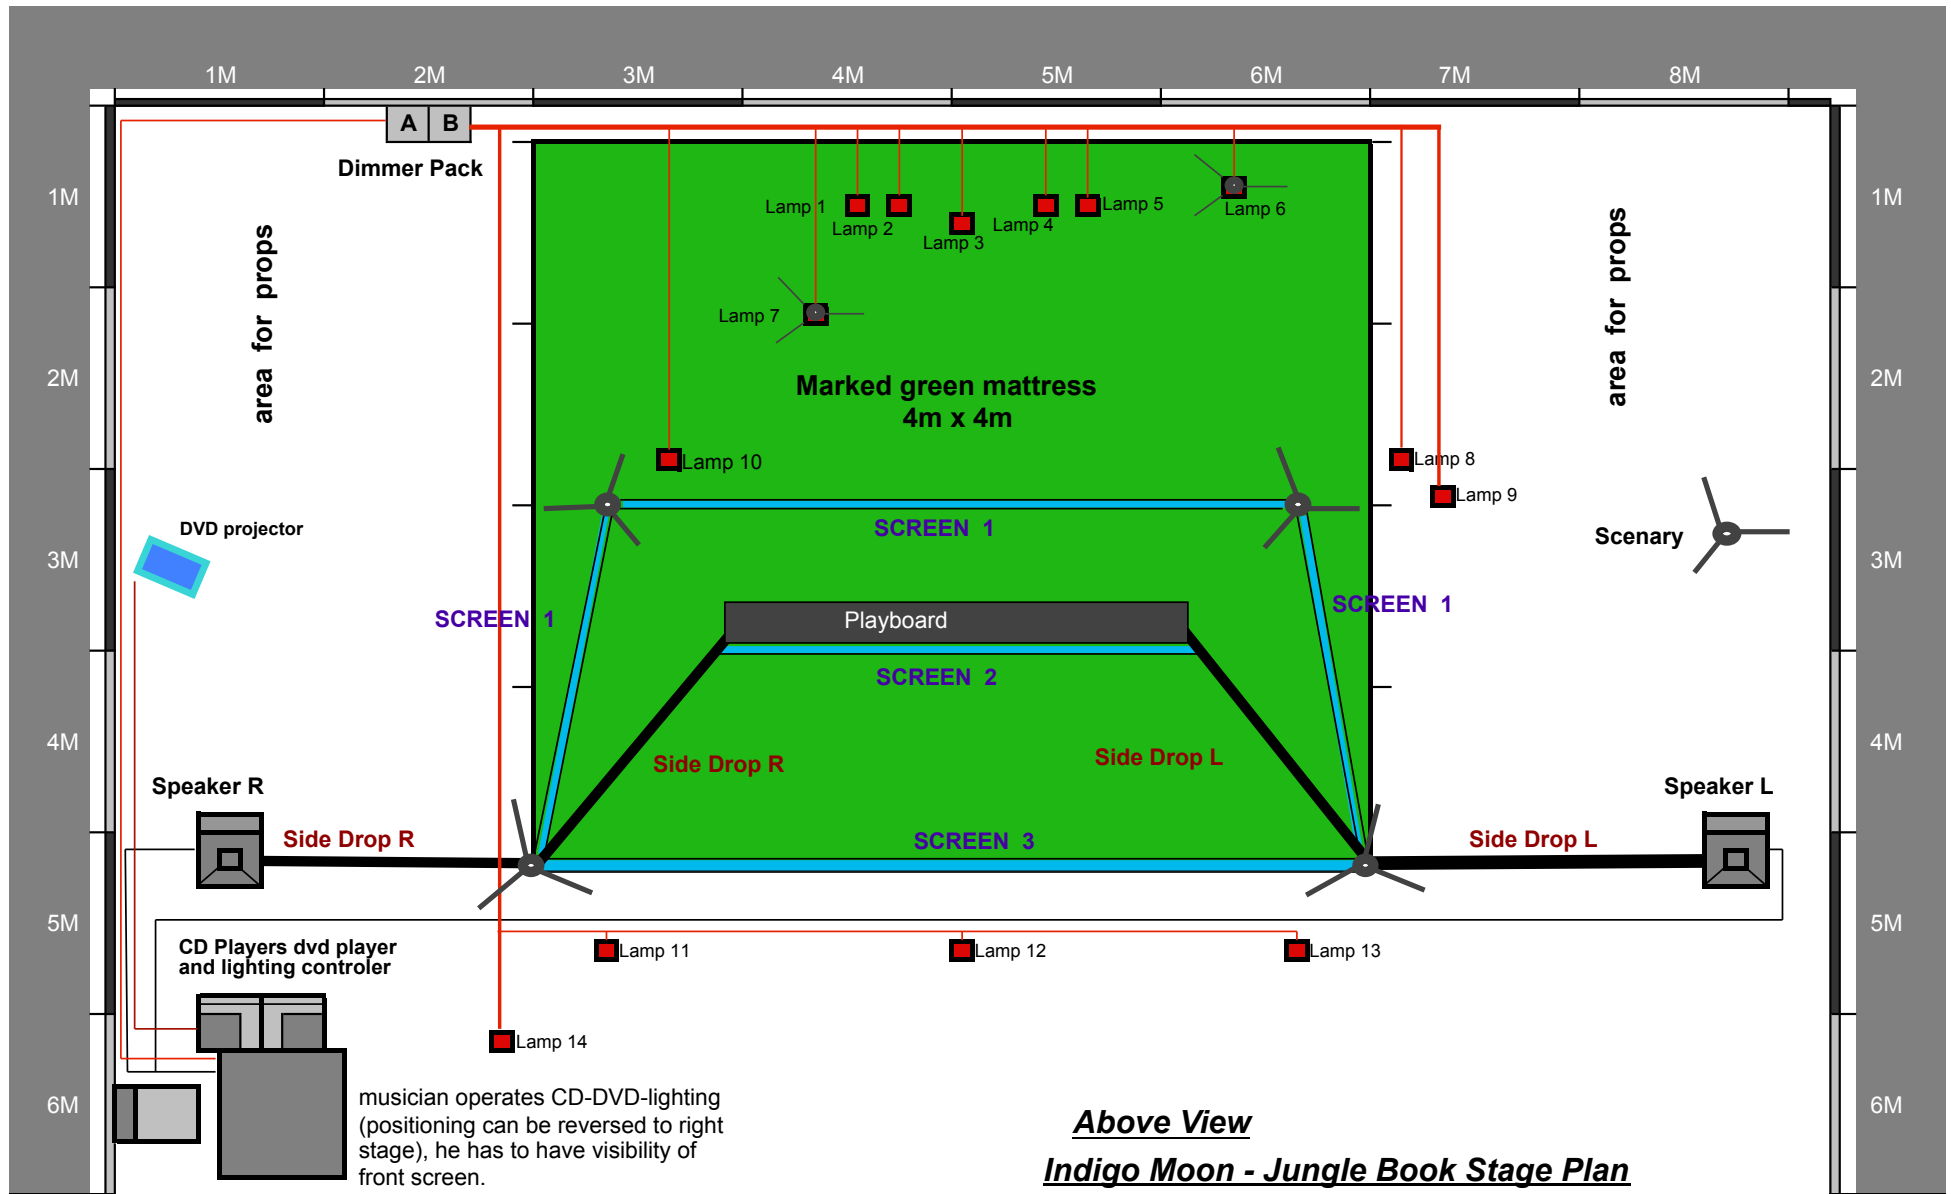 1M 2M 3M 4M 5M 6M 7M 8M
A B
Dimmer Pack
1M
1M
area for props
area for props
Lamp 1
Lamp 2
Lamp 3
Lamp 4
Lamp 5
Lamp 6
Lamp 7
2M
2M
Marked green mattress
4m x 4m
Lamp 10
Lamp 8
Lamp 9
DVD projector
SCREEN 1
Scenary
3M
3M
SCREEN 1
SCREEN 1
Playboard
SCREEN 2
4M
4M
Side Drop R
Side Drop L
Speaker R
Speaker L
Side Drop R
SCREEN 3
Side Drop L
5M
5M
CD Players dvd player
and lighting controler
Lamp 11
Lamp 12
Lamp 13
Lamp 14
6M
6M
musician operates CD-DVD-lighting
(positioning can be reversed to right
stage), he has to have visibility of
front screen.
Above View
Indigo Moon - Jungle Book Stage Plan